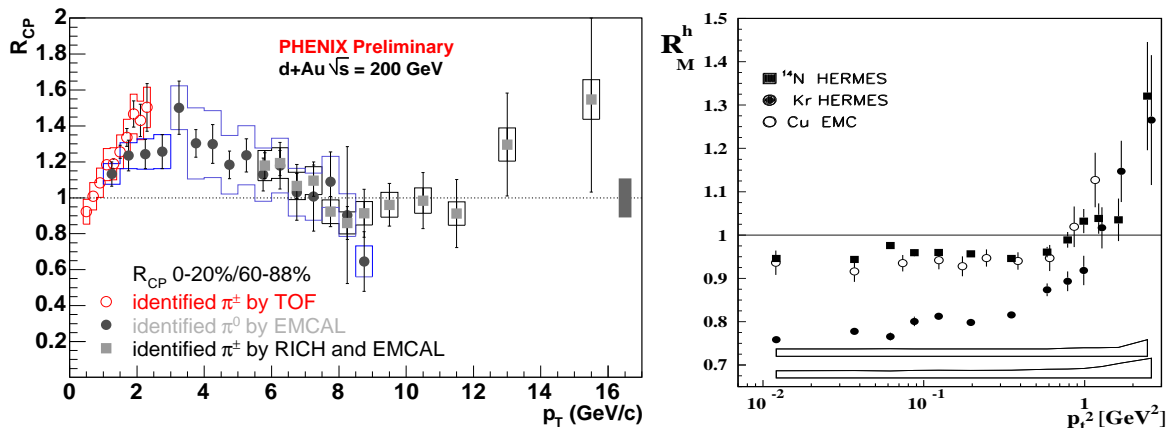 R_CP
2
1.8
1.6
1.4
1.2
1
0.8
0.6
0.4
0.2
PHENIX Preliminary
d+Au √s = 200 GeV
R_CP 0-20%/60-88%
identified π± by TOF
identified π⁰ by EMCAL
identified π± by RICH and EMCAL
0 2 4 6 8 10 12 14 16
p_T (GeV/c)
R_M^h
1.5
1.4
1.3
1.2
1.1
1.0
0.9
0.8
0.7
¹⁴N HERMES
Kr HERMES
Cu EMC
10⁻² 10⁻¹ 1
p_t² [GeV²]